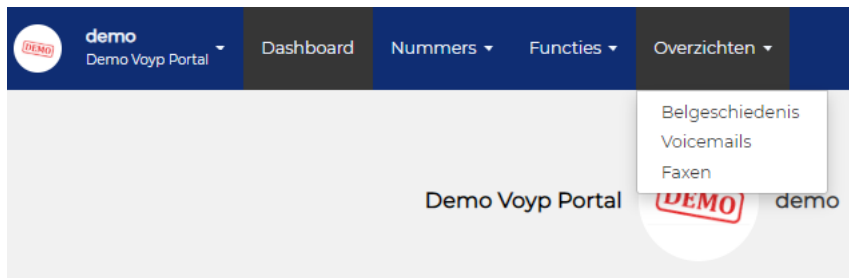 DEMO
demo
Demo Voyp Portal
Dashboard
Nummers
Functies
Overzichten
Belgeschiedenis
Voicemails
Faxen
Demo Voyp Portal
DEMO
demo